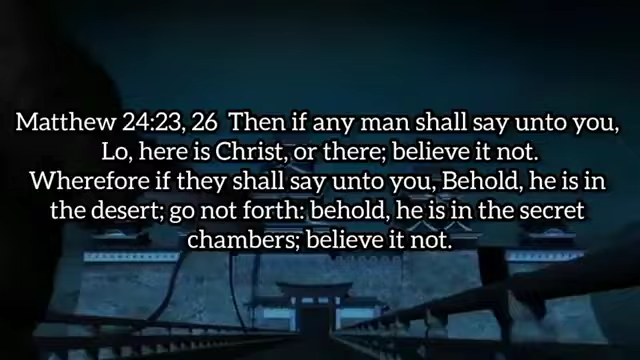 Matthew 24:23, 26  Then if any man shall say unto you,
Lo, here is Christ, or there; believe it not.
Wherefore if they shall say unto you, Behold, he is in
the desert; go not forth: behold, he is in the secret
chambers; believe it not.